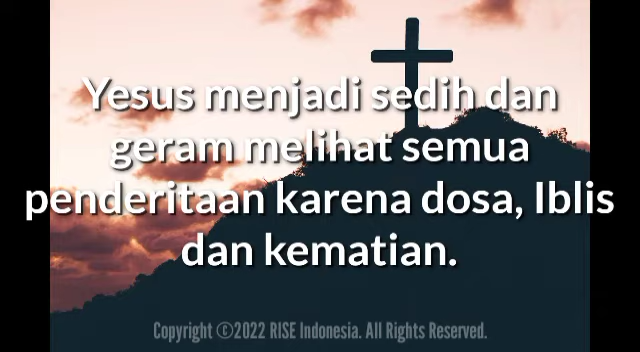 Yesus menjadi sedih dan
geram melihat semua
penderitaan karena dosa, Iblis
dan kematian.
Copyright ©2022 RISE Indonesia. All Rights Reserved.